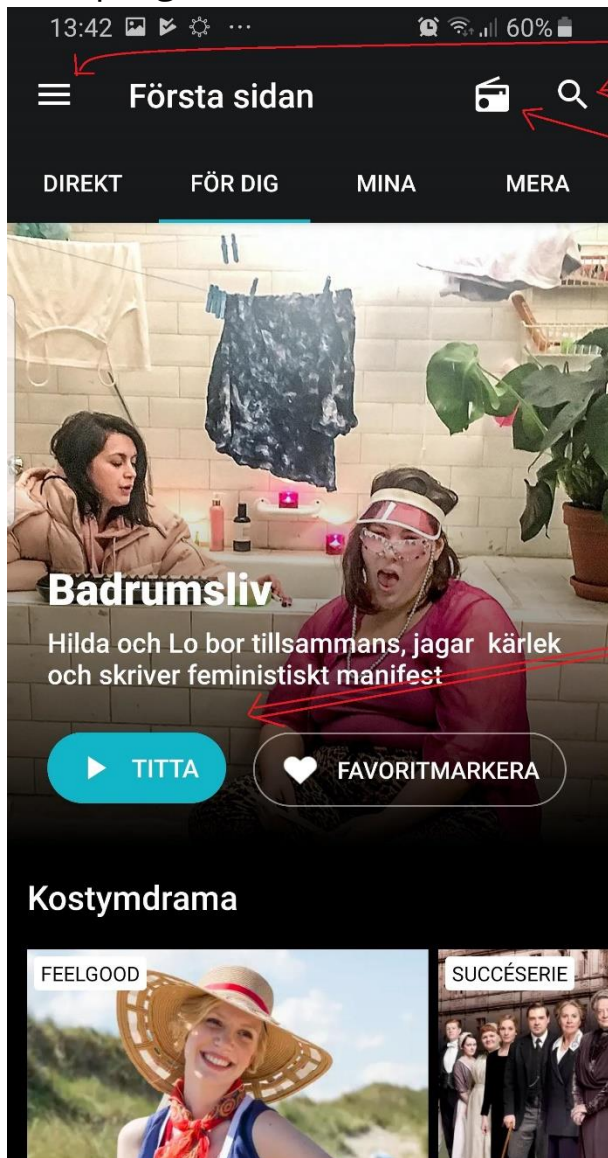 13:42 60%
Första sidan
DIREKT FÖR DIG MINA MERA
Badrumsliv
Hilda och Lo bor tillsammans, jagar kärlek
och skriver feministiskt manifest
TITTA FAVORITMARKERA
Kostymdrama
FEELGOOD SUCCÉSERIE